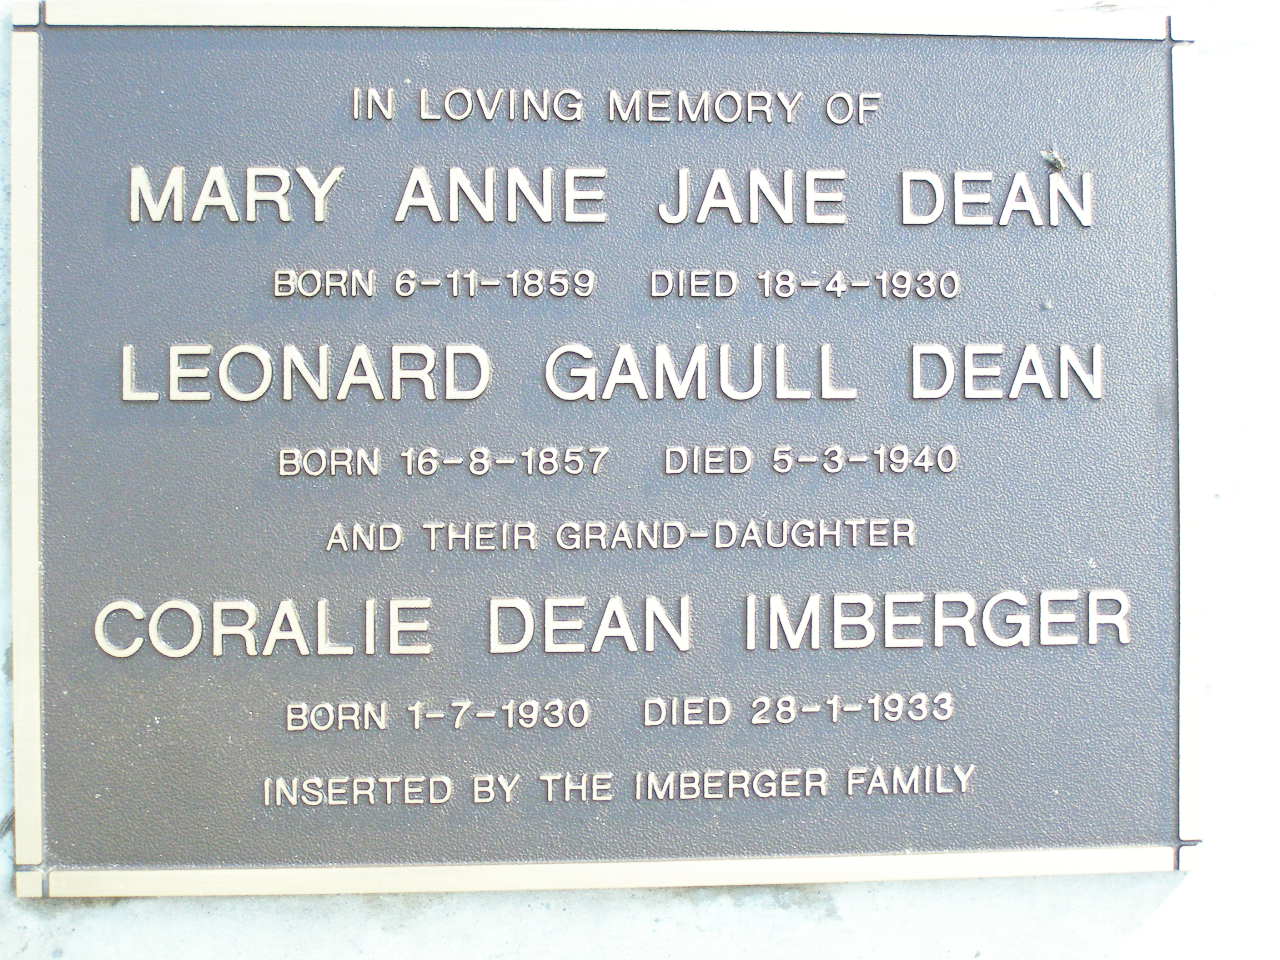 IN LOVING MEMORY OF
MARY ANNE JANE DEAN
BORN 6-11-1859 DIED 18-4-1930
LEONARD GAMULL DEAN
BORN 16-8-1857 DIED 5-3-1940
AND THEIR GRAND-DAUGHTER
CORALIE DEAN IMBERGER
BORN 1-7-1930 DIED 28-1-1933
INSERTED BY THE IMBERGER FAMILY